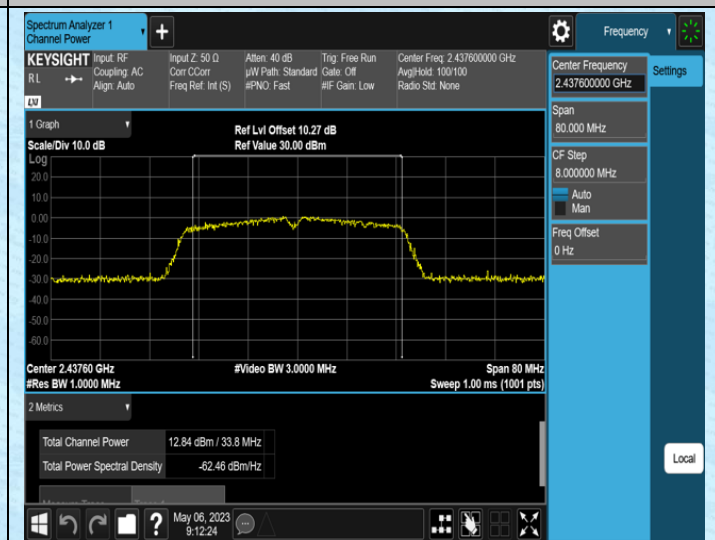 Spectrum Analyzer 1
Channel Power
+
Frequency
KEYSIGHT
RL
LXI
Input: RF
Coupling: AC
Align: Auto
Input Z: 50 Ω
Corr CCorr
Freq Ref: Int (S)
Atten: 40 dB
µW Path: Standard
#PNO: Fast
Trig: Free Run
Gate: Off
#IF Gain: Low
Center Freq: 2.437600000 GHz
Avg|Hold: 100/100
Radio Std: None
Center Frequency
2.437600000 GHz
Settings
Span
80.000 MHz
CF Step
8.000000 MHz
Auto
Man
Freq Offset
0 Hz
1 Graph
Scale/Div 10.0 dB
Ref Lvl Offset 10.27 dB
Ref Value 30.00 dBm
Log
20.0
10.0
0.00
-10.0
-20.0
-30.0
-40.0
-50.0
-60.0
Center 2.43760 GHz
#Video BW 3.0000 MHz
Span 80 MHz
#Res BW 1.0000 MHz
Sweep 1.00 ms (1001 pts)
2 Metrics
Total Channel Power 12.84 dBm / 33.8 MHz
Total Power Spectral Density -62.46 dBm/Hz
Local
?
May 06, 2023
9:12:24